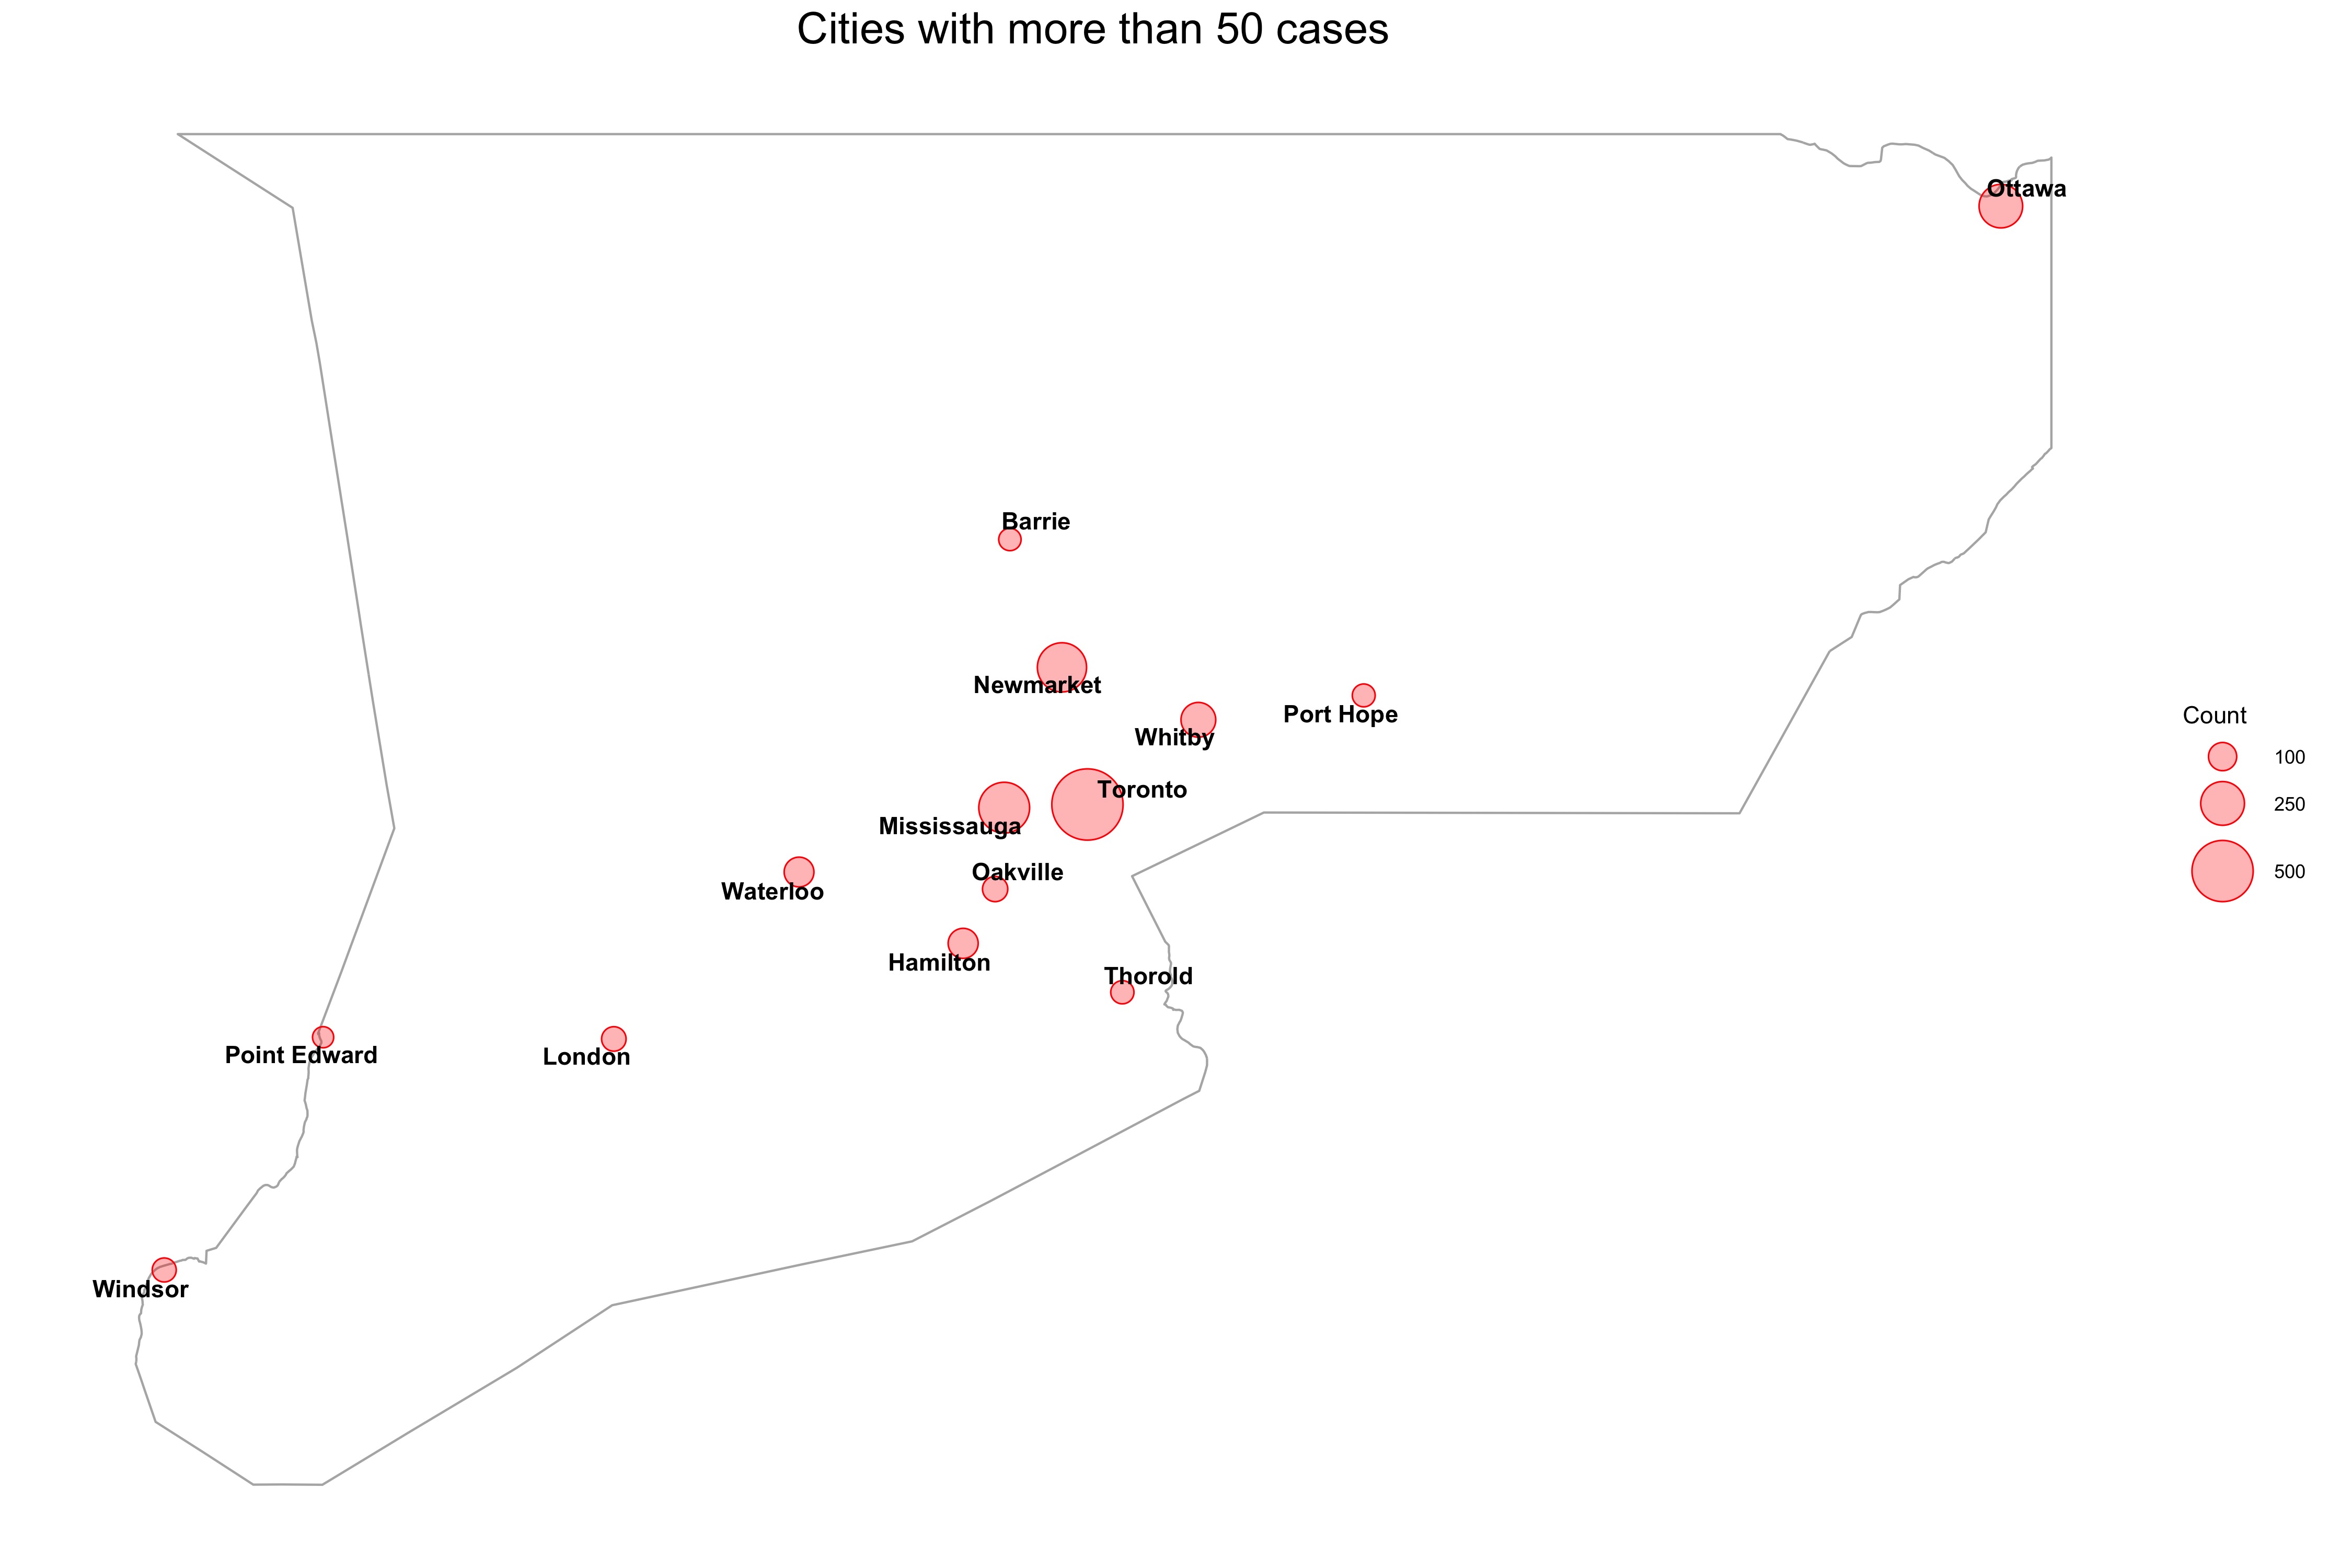 Cities with more than 50 cases
Ottawa
Barrie
Newmarket
Port Hope
Whitby
Toronto
Mississauga
Oakville
Waterloo
Hamilton
Thorold
Point Edward
London
Windsor
Count
100
250
500